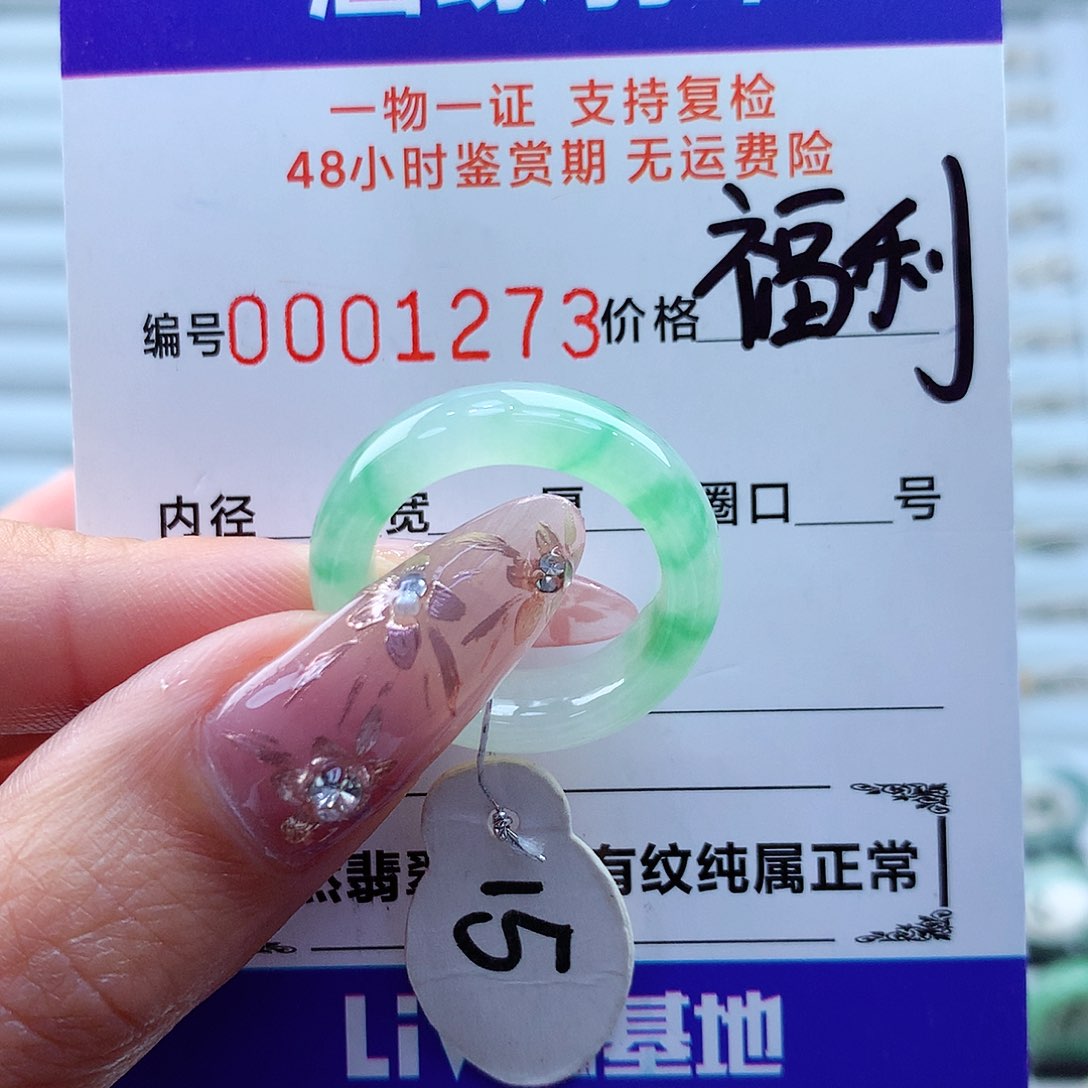 一物一证 支持复检
48小时鉴赏期 无运费险
编号0001273价格福利
内径 宽 厚 圈口 号
翡 有纹纯属正常
15
Li 基地